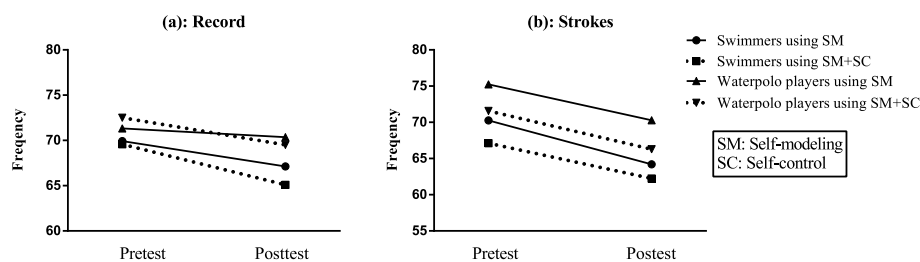 (a): Record
80
75
70
65
60
Freqency
Pretest
Posttest
(b): Strokes
80
75
70
65
60
55
Freqency
Pretest
Postest
Swimmers using SM
Swimmers using SM+SC
Waterpolo players using SM
Waterpolo players using SM+SC
SM: Self-modeling
SC: Self-control